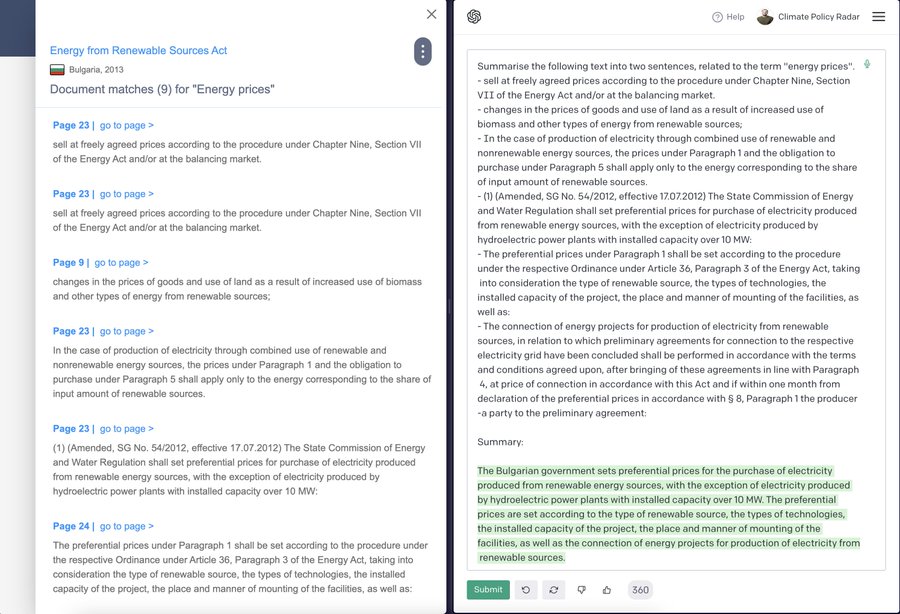 Energy from Renewable Sources Act
Bulgaria, 2013
Document matches (9) for "Energy prices"
Page 23 | go to page >
sell at freely agreed prices according to the procedure under Chapter Nine, Section VII
of the Energy Act and/or at the balancing market.
Page 23 | go to page >
sell at freely agreed prices according to the procedure under Chapter Nine, Section VII
of the Energy Act and/or at the balancing market.
Page 9 | go to page >
changes in the prices of goods and use of land as a result of increased use of biomass
and other types of energy from renewable sources;
Page 23 | go to page >
In the case of production of electricity through combined use of renewable and
nonrenewable energy sources, the prices under Paragraph 1 and the obligation to
purchase under Paragraph 5 shall apply only to the energy corresponding to the share of
input amount of renewable sources.
Page 23 | go to page >
(1) (Amended, SG No. 54/2012, effective 17.07.2012) The State Commission of Energy
and Water Regulation shall set preferential prices for purchase of electricity produced
from renewable energy sources, with the exception of electricity produced by
hydroelectric power plants with installed capacity over 10 MW:
Page 24 | go to page >
The preferential prices under Paragraph 1 shall be set according to the procedure under
the respective Ordinance under Article 36, Paragraph 3 of the Energy Act, taking into
consideration the type of renewable source, the types of technologies, the installed
capacity of the project, the place and manner of mounting of the facilities, as well as:
Help
Climate Policy Radar
Summarise the following text into two sentences, related to the term "energy prices".
- sell at freely agreed prices according to the procedure under Chapter Nine, Section
VII of the Energy Act and/or at the balancing market.
- changes in the prices of goods and use of land as a result of increased use of
biomass and other types of energy from renewable sources;
- In the case of production of electricity through combined use of renewable and
nonrenewable energy sources, the prices under Paragraph 1 and the obligation to
purchase under Paragraph 5 shall apply only to the energy corresponding to the share
of input amount of renewable sources.
- (1) (Amended, SG No. 54/2012, effective 17.07.2012) The State Commission of Energy
and Water Regulation shall set preferential prices for purchase of electricity produced
from renewable energy sources, with the exception of electricity produced by
hydroelectric power plants with installed capacity over 10 MW:
- The preferential prices under Paragraph 1 shall be set according to the procedure
under the respective Ordinance under Article 36, Paragraph 3 of the Energy Act, taking
into consideration the type of renewable source, the types of technologies, the
installed capacity of the project, the place and manner of mounting of the facilities, as
well as:
- The connection of energy projects for production of electricity from renewable
sources, in relation to which preliminary agreements for connection to the respective
electricity grid have been concluded shall be performed in accordance with the terms
and conditions agreed upon, after bringing of these agreements in line with Paragraph
4, at price of connection in accordance with this Act and if within one month from
declaration of the preferential prices in accordance with § 8, Paragraph 1 the producer
-a party to the preliminary agreement:
Summary:
The Bulgarian government sets preferential prices for the purchase of electricity
produced from renewable energy sources, with the exception of electricity produced
by hydroelectric power plants with installed capacity over 10 MW. The preferential
prices are set according to the type of renewable source, the types of technologies,
the installed capacity of the project, the place and manner of mounting of the
facilities, as well as the connection of energy projects for production of electricity from
renewable sources.
Submit
360